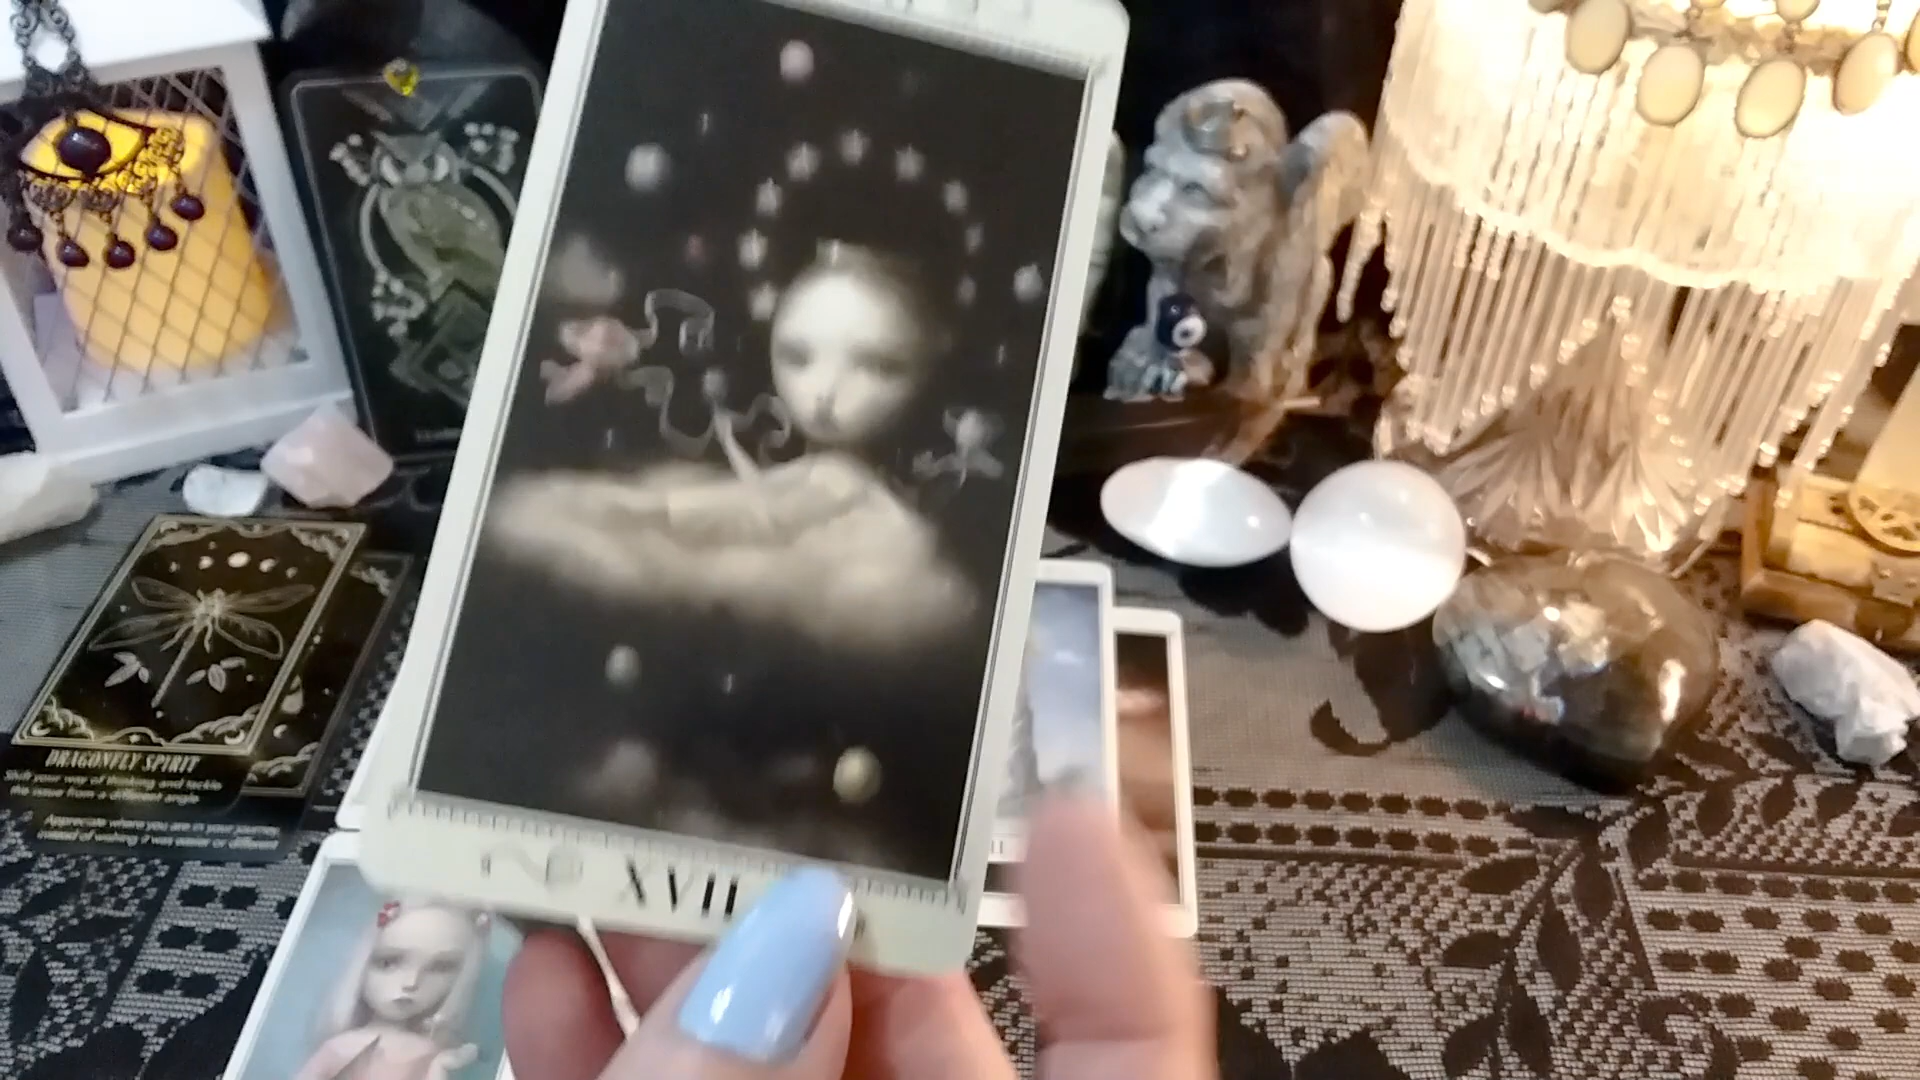 XVII
DRAGONFLY SPIRIT
Shift your way of thinking and tackle
the issue from a different angle.
Appreciate where you are in your journey
instead of wishing it was easier or different